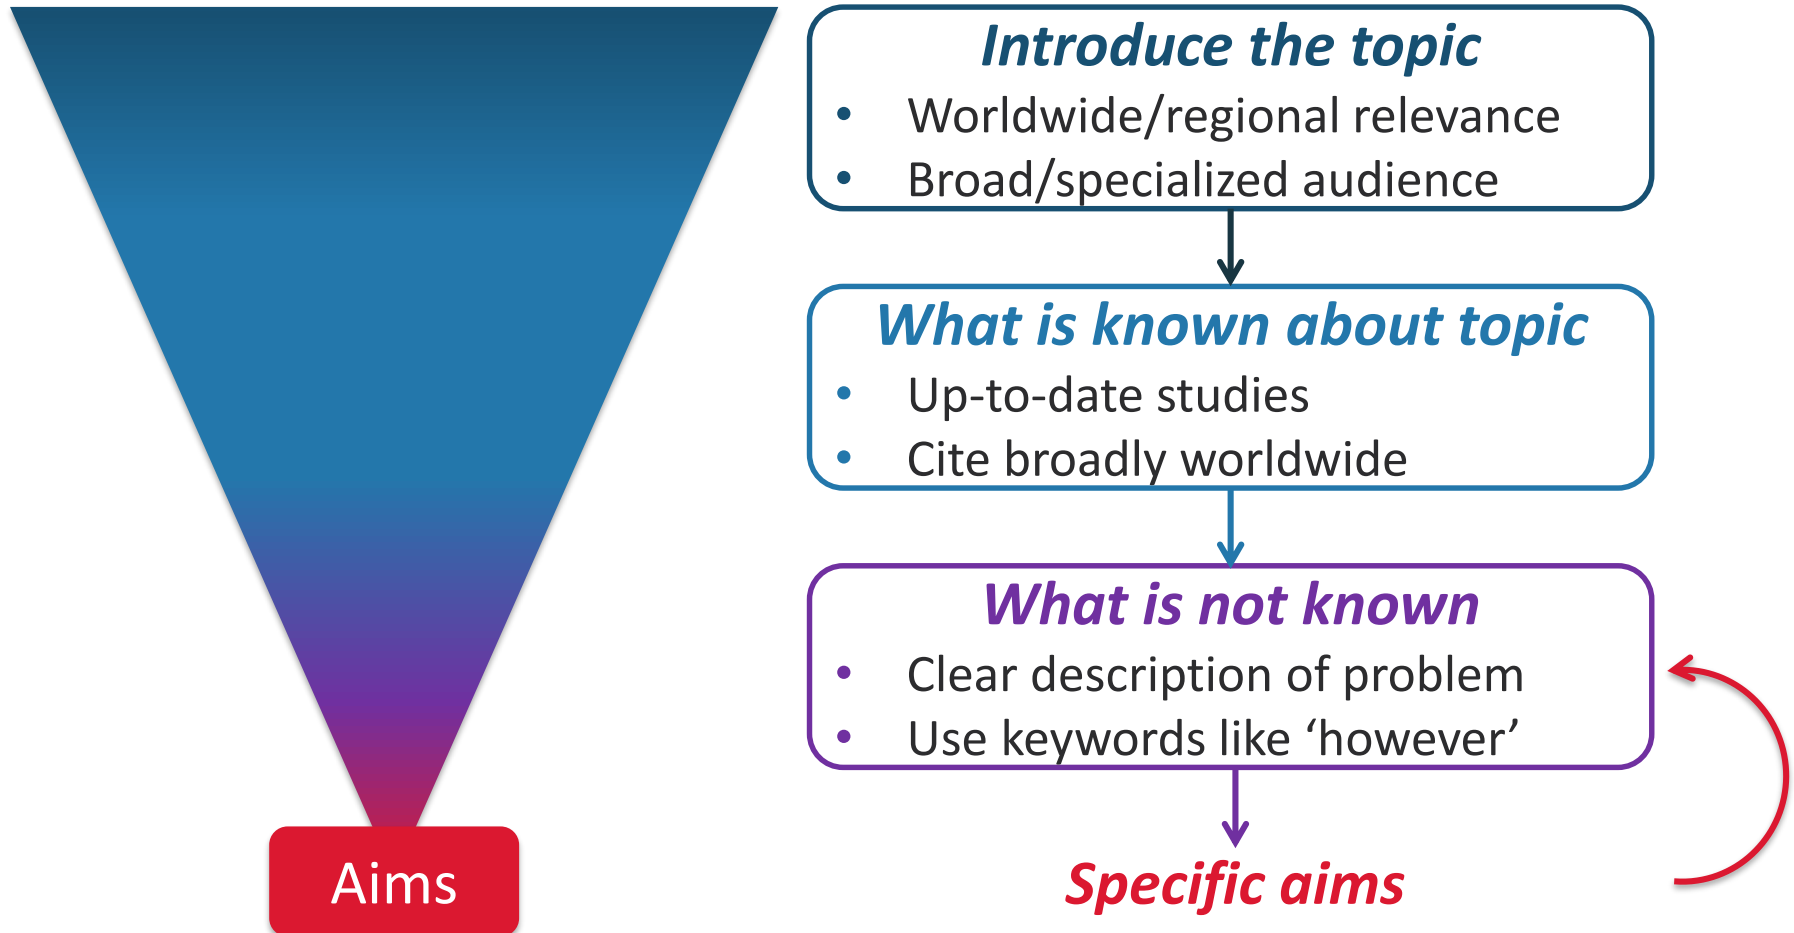 Introduce the topic
• Worldwide/regional relevance
• Broad/specialized audience
What is known about topic
• Up-to-date studies
• Cite broadly worldwide
What is not known
• Clear description of problem
• Use keywords like ‘however’
Aims
Specific aims